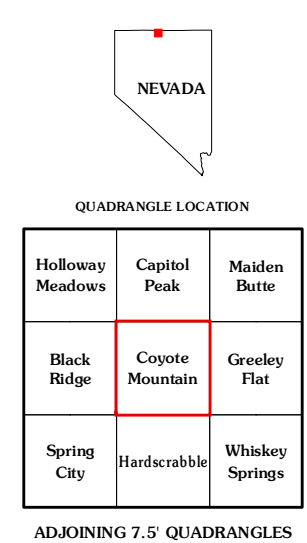 NEVADA
QUADRANGLE LOCATION
Holloway
Meadows
Capitol
Peak
Maiden
Butte
Black
Ridge
Coyote
Mountain
Greeley
Flat
Spring
City
Hardscrabble
Whiskey
Springs
ADJOINING 7.5' QUADRANGLES